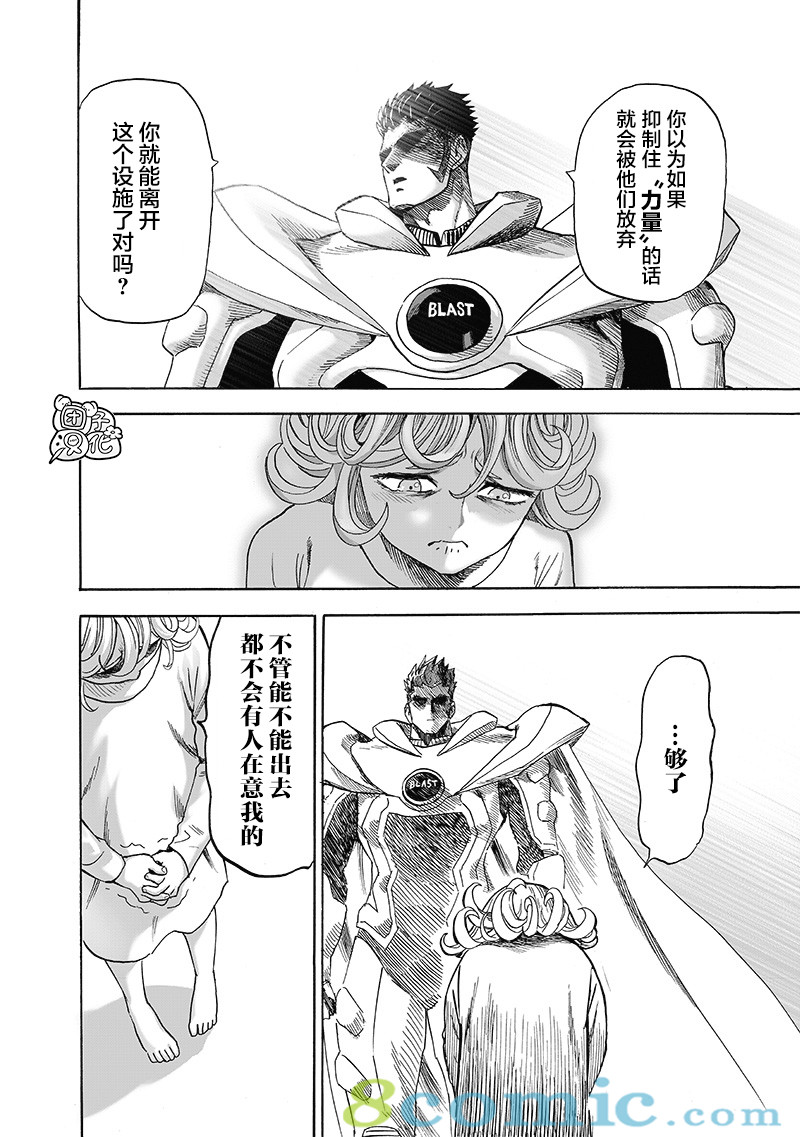 你以为如果
抑制住〝力量〟的话
就会被他们放弃
你就能离开
这个设施了对吗？
BLAST
团子
汉化
…够了
BLAST
不管能不能出去
都不会有人在意我的
8comic.com